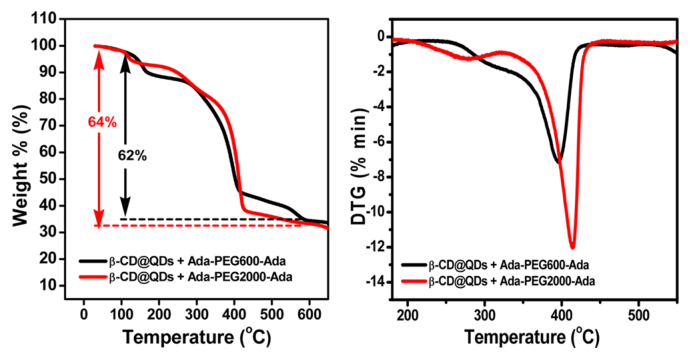 100
90
80
70
60
50
40
30
20
10
Weight % (%)
64%
62%
β-CD@QDs + Ada-PEG600-Ada
β-CD@QDs + Ada-PEG2000-Ada
0 100 200 300 400 500 600
Temperature (°C)
0
-2
-4
-6
-8
-10
-12
-14
DTG (% min)
β-CD@QDs + Ada-PEG600-Ada
β-CD@QDs + Ada-PEG2000-Ada
200 300 400 500
Temperature (°C)